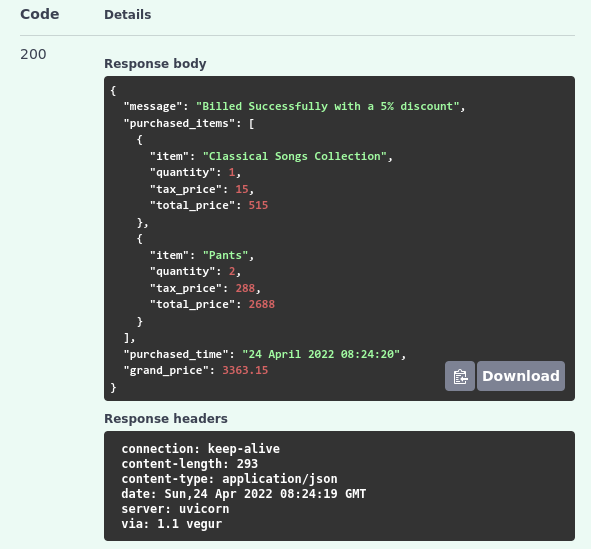 Code Details
200
Response body
{
  "message": "Billed Successfully with a 5% discount",
  "purchased_items": [
    {
      "item": "Classical Songs Collection",
      "quantity": 1,
      "tax_price": 15,
      "total_price": 515
    },
    {
      "item": "Pants",
      "quantity": 2,
      "tax_price": 288,
      "total_price": 2688
    }
  ],
  "purchased_time": "24 April 2022 08:24:20",
  "grand_price": 3363.15
}
Download
Response headers
connection: keep-alive
content-length: 293
content-type: application/json
date: Sun,24 Apr 2022 08:24:19 GMT
server: uvicorn
via: 1.1 vegur